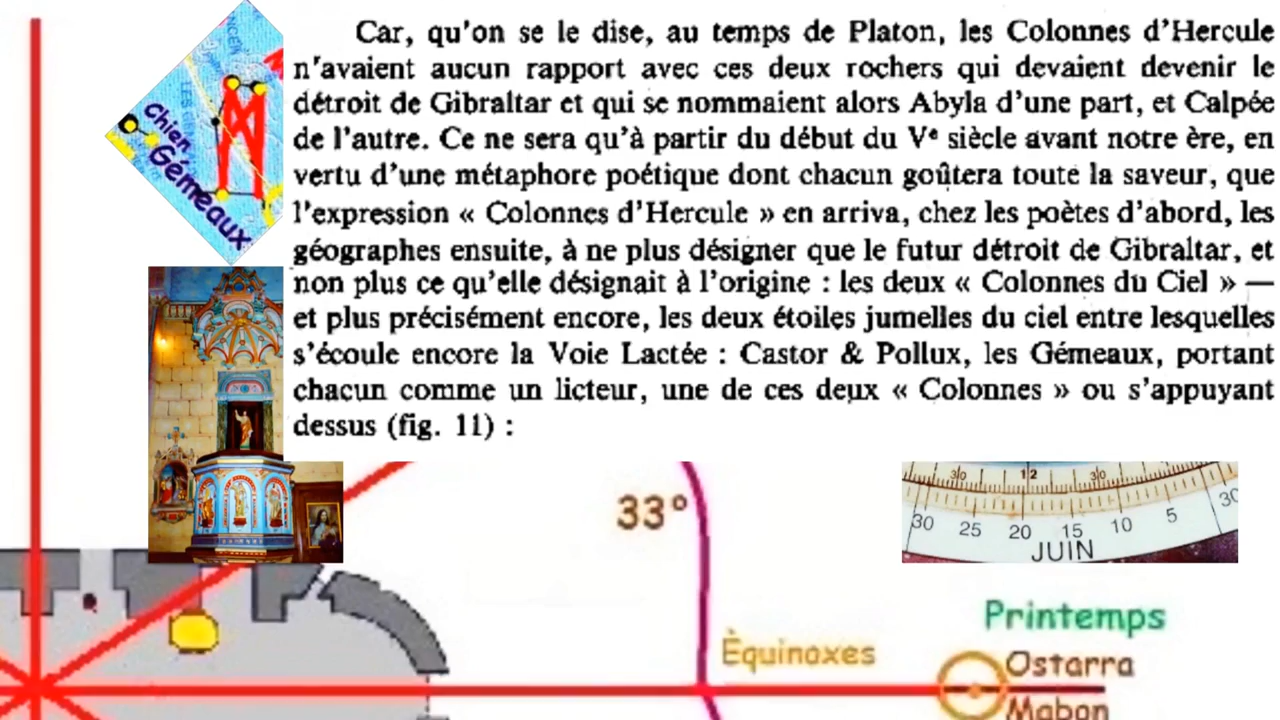 Car, qu'on se le dise, au temps de Platon, les Colonnes d'Hercule
n'avaient aucun rapport avec ces deux rochers qui devaient devenir le
détroit de Gibraltar et qui se nommaient alors Abyla d'une part, et Calpée
de l'autre. Ce ne sera qu'à partir du début du Vᵉ siècle avant notre ère, en
vertu d'une métaphore poétique dont chacun goûtera toute la saveur, que
l'expression « Colonnes d'Hercule » en arriva, chez les poètes d'abord, les
géographes ensuite, à ne plus désigner que le futur détroit de Gibraltar, et
non plus ce qu'elle désignait à l'origine : les deux « Colonnes du Ciel » —
et plus précisément encore, les deux étoiles jumelles du ciel entre lesquelles
s'écoule encore la Voie Lactée : Castor & Pollux, les Gémeaux, portant
chacun comme un licteur, une de ces deux « Colonnes » ou s'appuyant
dessus (fig. 11) :
Chien
Gémeaux
33°
30 12 30
30 25 20 15 10 5 30
JUIN
Printemps
Èquinoxes
Ostarra
Mabon